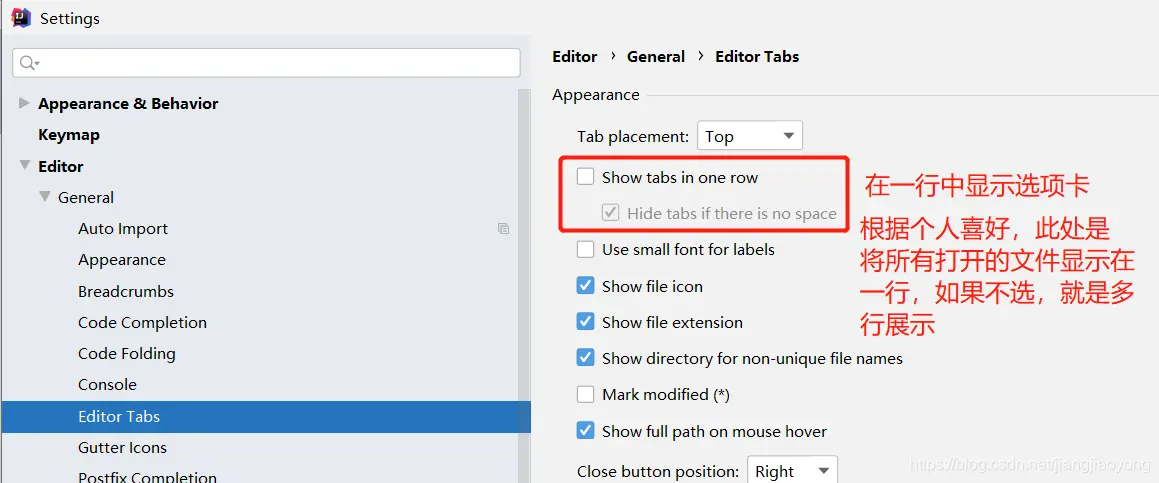 Settings
Appearance & Behavior
Keymap
Editor
General
Auto Import
Appearance
Breadcrumbs
Code Completion
Code Folding
Console
Editor Tabs
Gutter Icons
Postfix Completion
Editor › General › Editor Tabs
Appearance
Tab placement: Top
Show tabs in one row
Hide tabs if there is no space
Use small font for labels
Show file icon
Show file extension
Show directory for non-unique file names
Mark modified (*)
Show full path on mouse hover
Close button position: Right
在一行中显示选项卡
根据个人喜好，此处是
将所有打开的文件显示在
一行，如果不选，就是多
行展示
https://blog.csdn.net/jiangjiaoyong